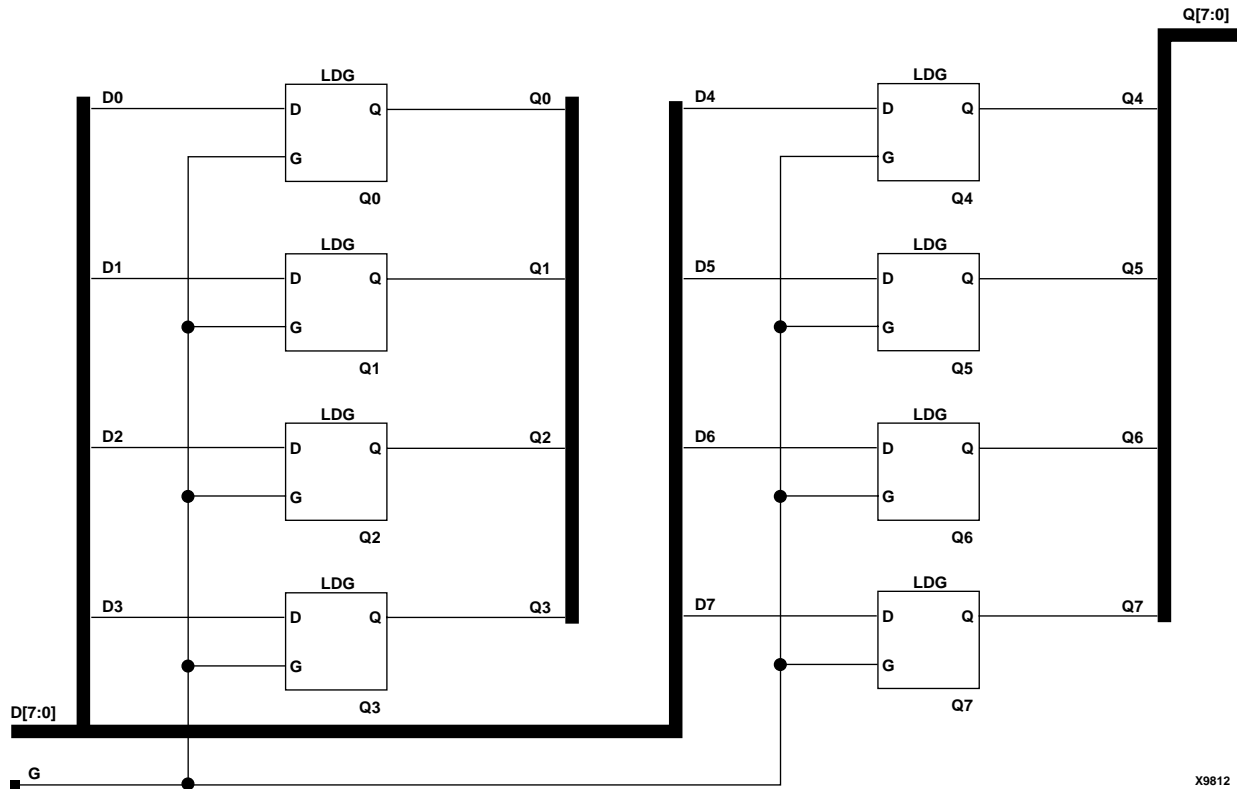 Q[7:0]
LDG
D0 D Q Q0
G
Q0
LDG
D1 D Q Q1
G
Q1
LDG
D2 D Q Q2
G
Q2
LDG
D3 D Q Q3
G
Q3
LDG
D4 D Q Q4
G
Q4
LDG
D5 D Q Q5
G
Q5
LDG
D6 D Q Q6
G
Q6
LDG
D7 D Q Q7
G
Q7
D[7:0]
G
X9812